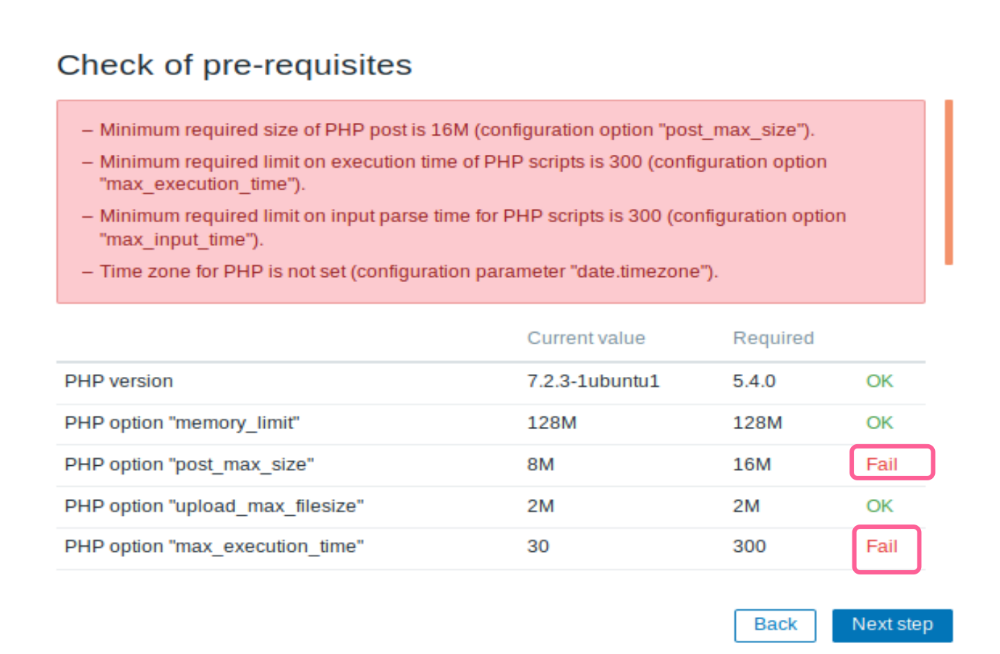 Check of pre-requisites
– Minimum required size of PHP post is 16M (configuration option "post_max_size").
– Minimum required limit on execution time of PHP scripts is 300 (configuration option
"max_execution_time").
– Minimum required limit on input parse time for PHP scripts is 300 (configuration option
"max_input_time").
– Time zone for PHP is not set (configuration parameter "date.timezone").
Current value Required
PHP version 7.2.3-1ubuntu1 5.4.0 OK
PHP option "memory_limit" 128M 128M OK
PHP option "post_max_size" 8M 16M Fail
PHP option "upload_max_filesize" 2M 2M OK
PHP option "max_execution_time" 30 300 Fail
Back Next step